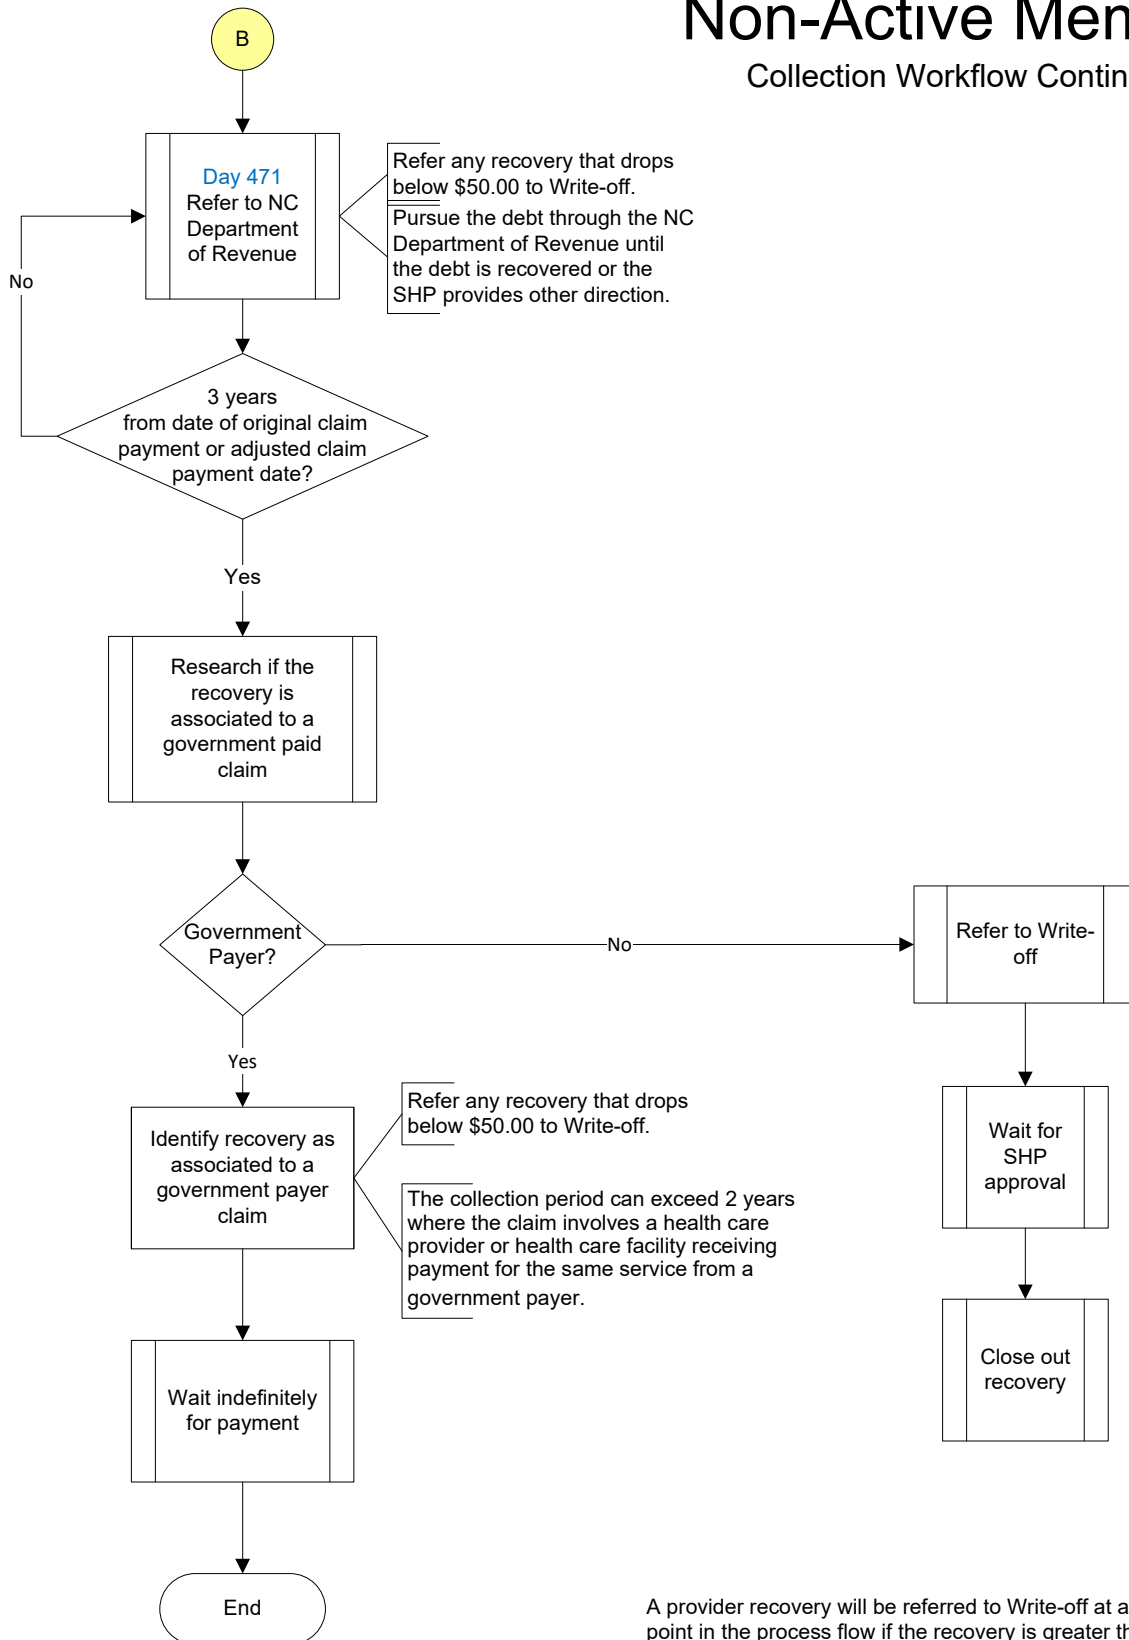 Non-Active Mem
Collection Workflow Contin
B
Day 471
Refer to NC
Department
of Revenue
Refer any recovery that drops
below $50.00 to Write-off.
Pursue the debt through the NC
Department of Revenue until
the debt is recovered or the
SHP provides other direction.
No
3 years
from date of original claim
payment or adjusted claim
payment date?
Yes
Research if the
recovery is
associated to a
government paid
claim
Government
Payer?
No
Refer to Write-
off
Yes
Identify recovery as
associated to a
government payer
claim
Refer any recovery that drops
below $50.00 to Write-off.
The collection period can exceed 2 years
where the claim involves a health care
provider or health care facility receiving
payment for the same service from a
government payer.
Wait for
SHP
approval
Wait indefinitely
for payment
Close out
recovery
End
A provider recovery will be referred to Write-off at a
point in the process flow if the recovery is greater th